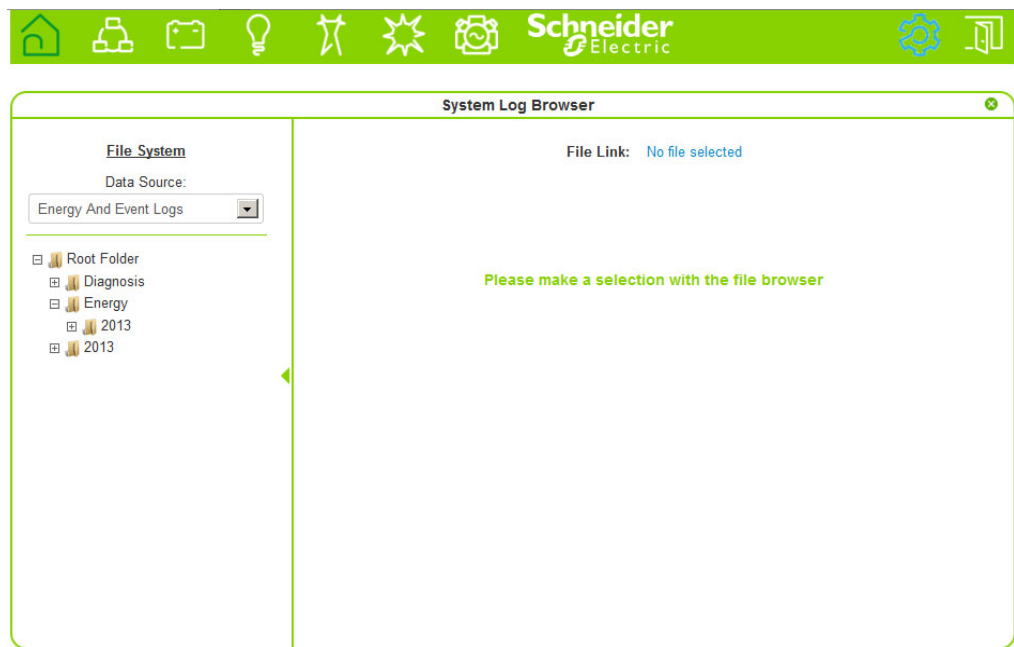 Schneider
Electric
System Log Browser
File System
Data Source:
Energy And Event Logs
Root Folder
Diagnosis
Energy
2013
2013
File Link: No file selected
Please make a selection with the file browser